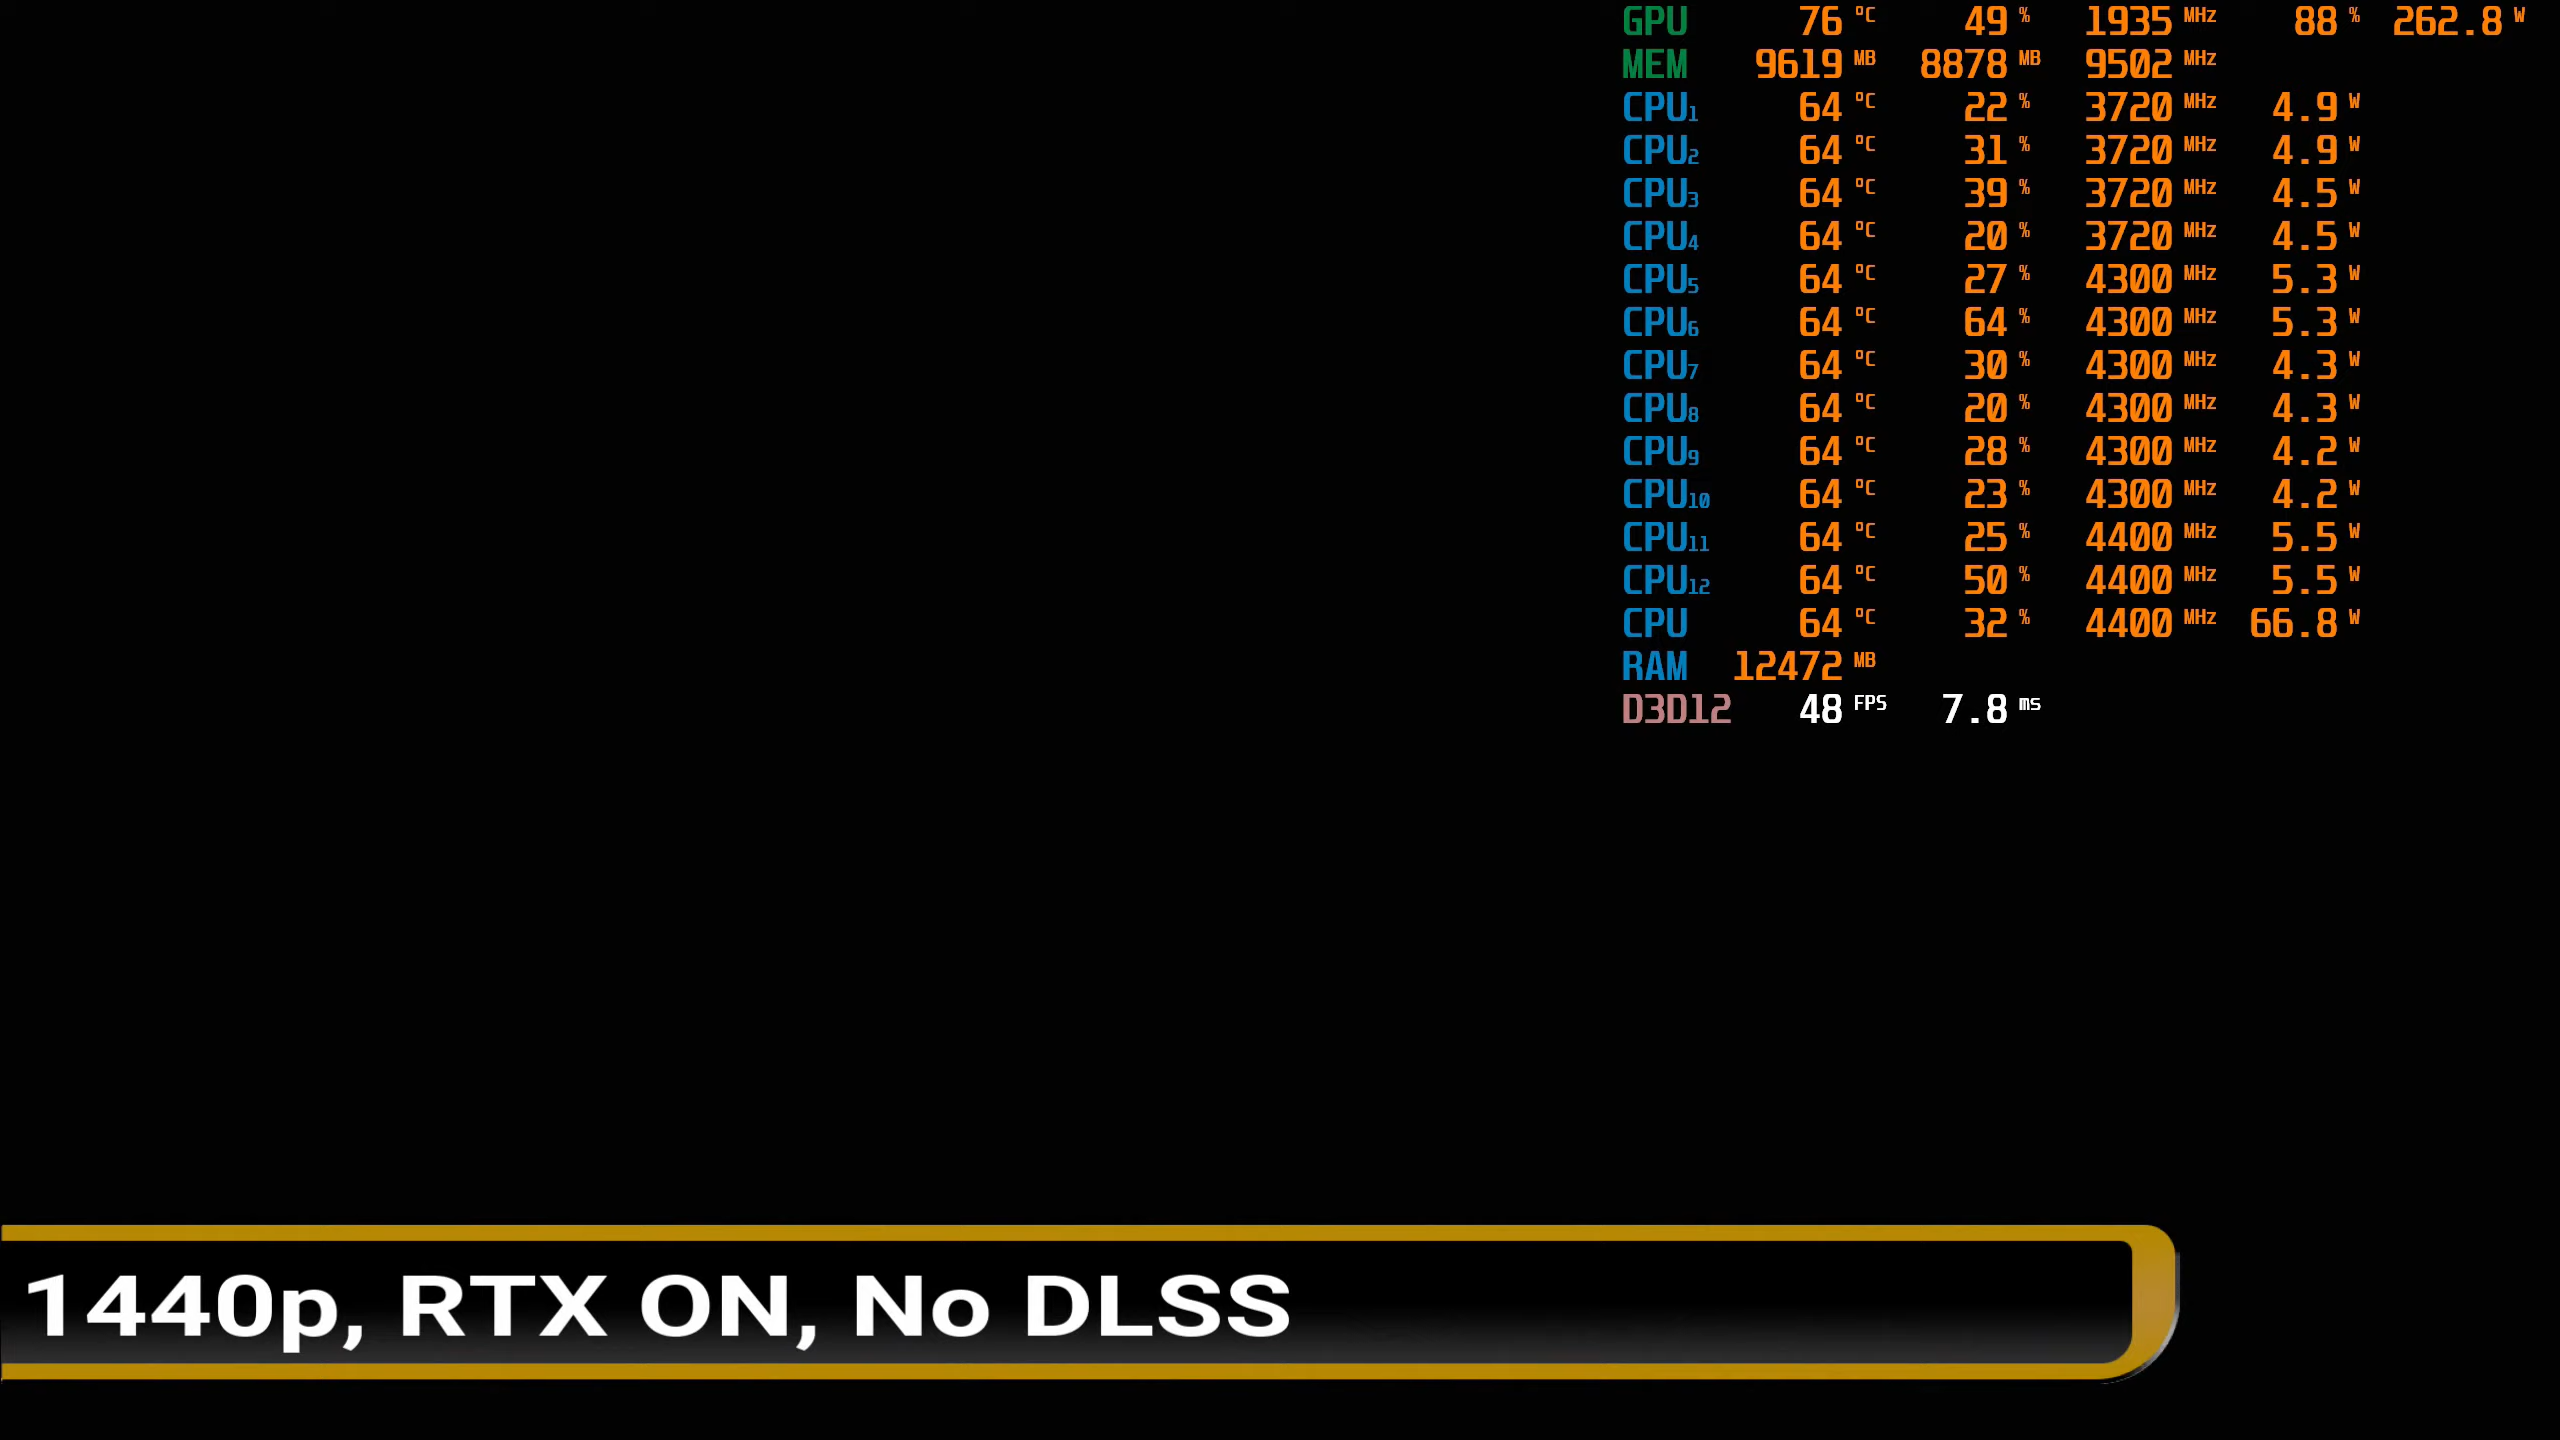 GPU 76 °C 49 % 1935 MHz 88 % 262.8 W
MEM 9619 MB 8878 MB 9502 MHz
CPU1 64 °C 22 % 3720 MHz 4.9 W
CPU2 64 °C 31 % 3720 MHz 4.9 W
CPU3 64 °C 39 % 3720 MHz 4.5 W
CPU4 64 °C 20 % 3720 MHz 4.5 W
CPU5 64 °C 27 % 4300 MHz 5.3 W
CPU6 64 °C 64 % 4300 MHz 5.3 W
CPU7 64 °C 30 % 4300 MHz 4.3 W
CPU8 64 °C 20 % 4300 MHz 4.3 W
CPU9 64 °C 28 % 4300 MHz 4.2 W
CPU10 64 °C 23 % 4300 MHz 4.2 W
CPU11 64 °C 25 % 4400 MHz 5.5 W
CPU12 64 °C 50 % 4400 MHz 5.5 W
CPU 64 °C 32 % 4400 MHz 66.8 W
RAM 12472 MB
D3D12 48 FPS 7.8 ms
1440p, RTX ON, No DLSS